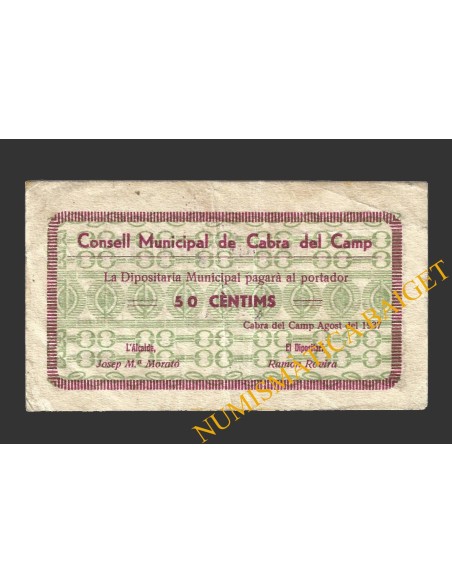 Consell Municipal de Cabra del Camp
La Dipositaria Municipal pagarà al portador
50 CÈNTIMS
Cabra del Camp Agost del 1937
L'Alcalde,
El Dipositari
Josep M.ª Morató
Ramon Rovira
NUMISMATICA BAIGET